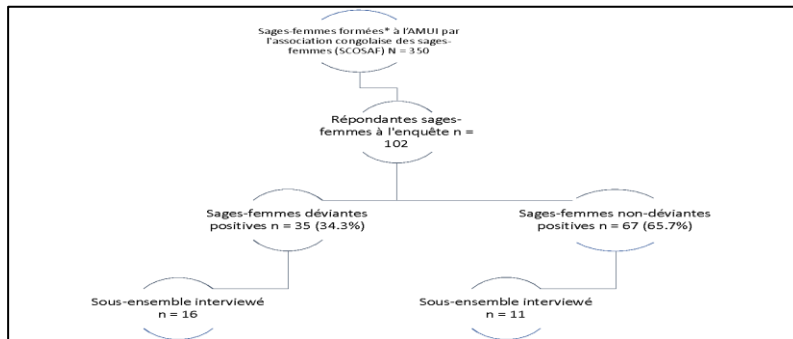 Sages-femmes formées* à l'AMUI par
l'association congolaise des sages-
femmes (SCOSAF) N = 350
Répondantes sages-
femmes à l'enquête n =
102
Sages-femmes déviantes
positives n = 35 (34.3%)
Sages-femmes non-déviantes
positives n = 67 (65.7%)
Sous-ensemble interviewé
n = 16
Sous-ensemble interviewé
n = 11